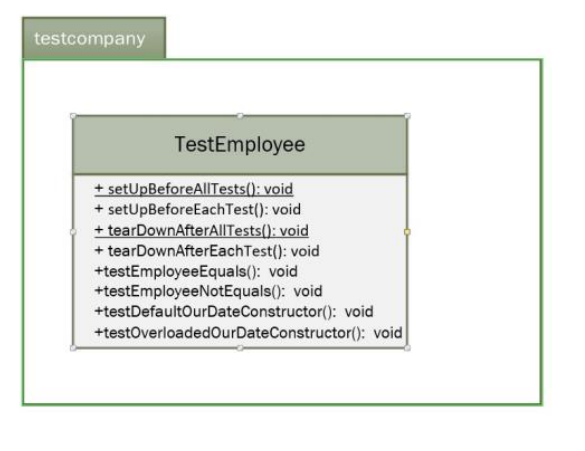 testcompany
TestEmployee
+ setUpBeforeAllTests(): void
+ setUpBeforeEachTest(): void
+ tearDownAfterAllTests(): void
+ tearDownAfterEachTest(): void
+testEmployeeEquals():  void
+testEmployeeNotEquals():  void
+testDefaultOurDateConstructor():  void
+testOverloadedOurDateConstructor():  void